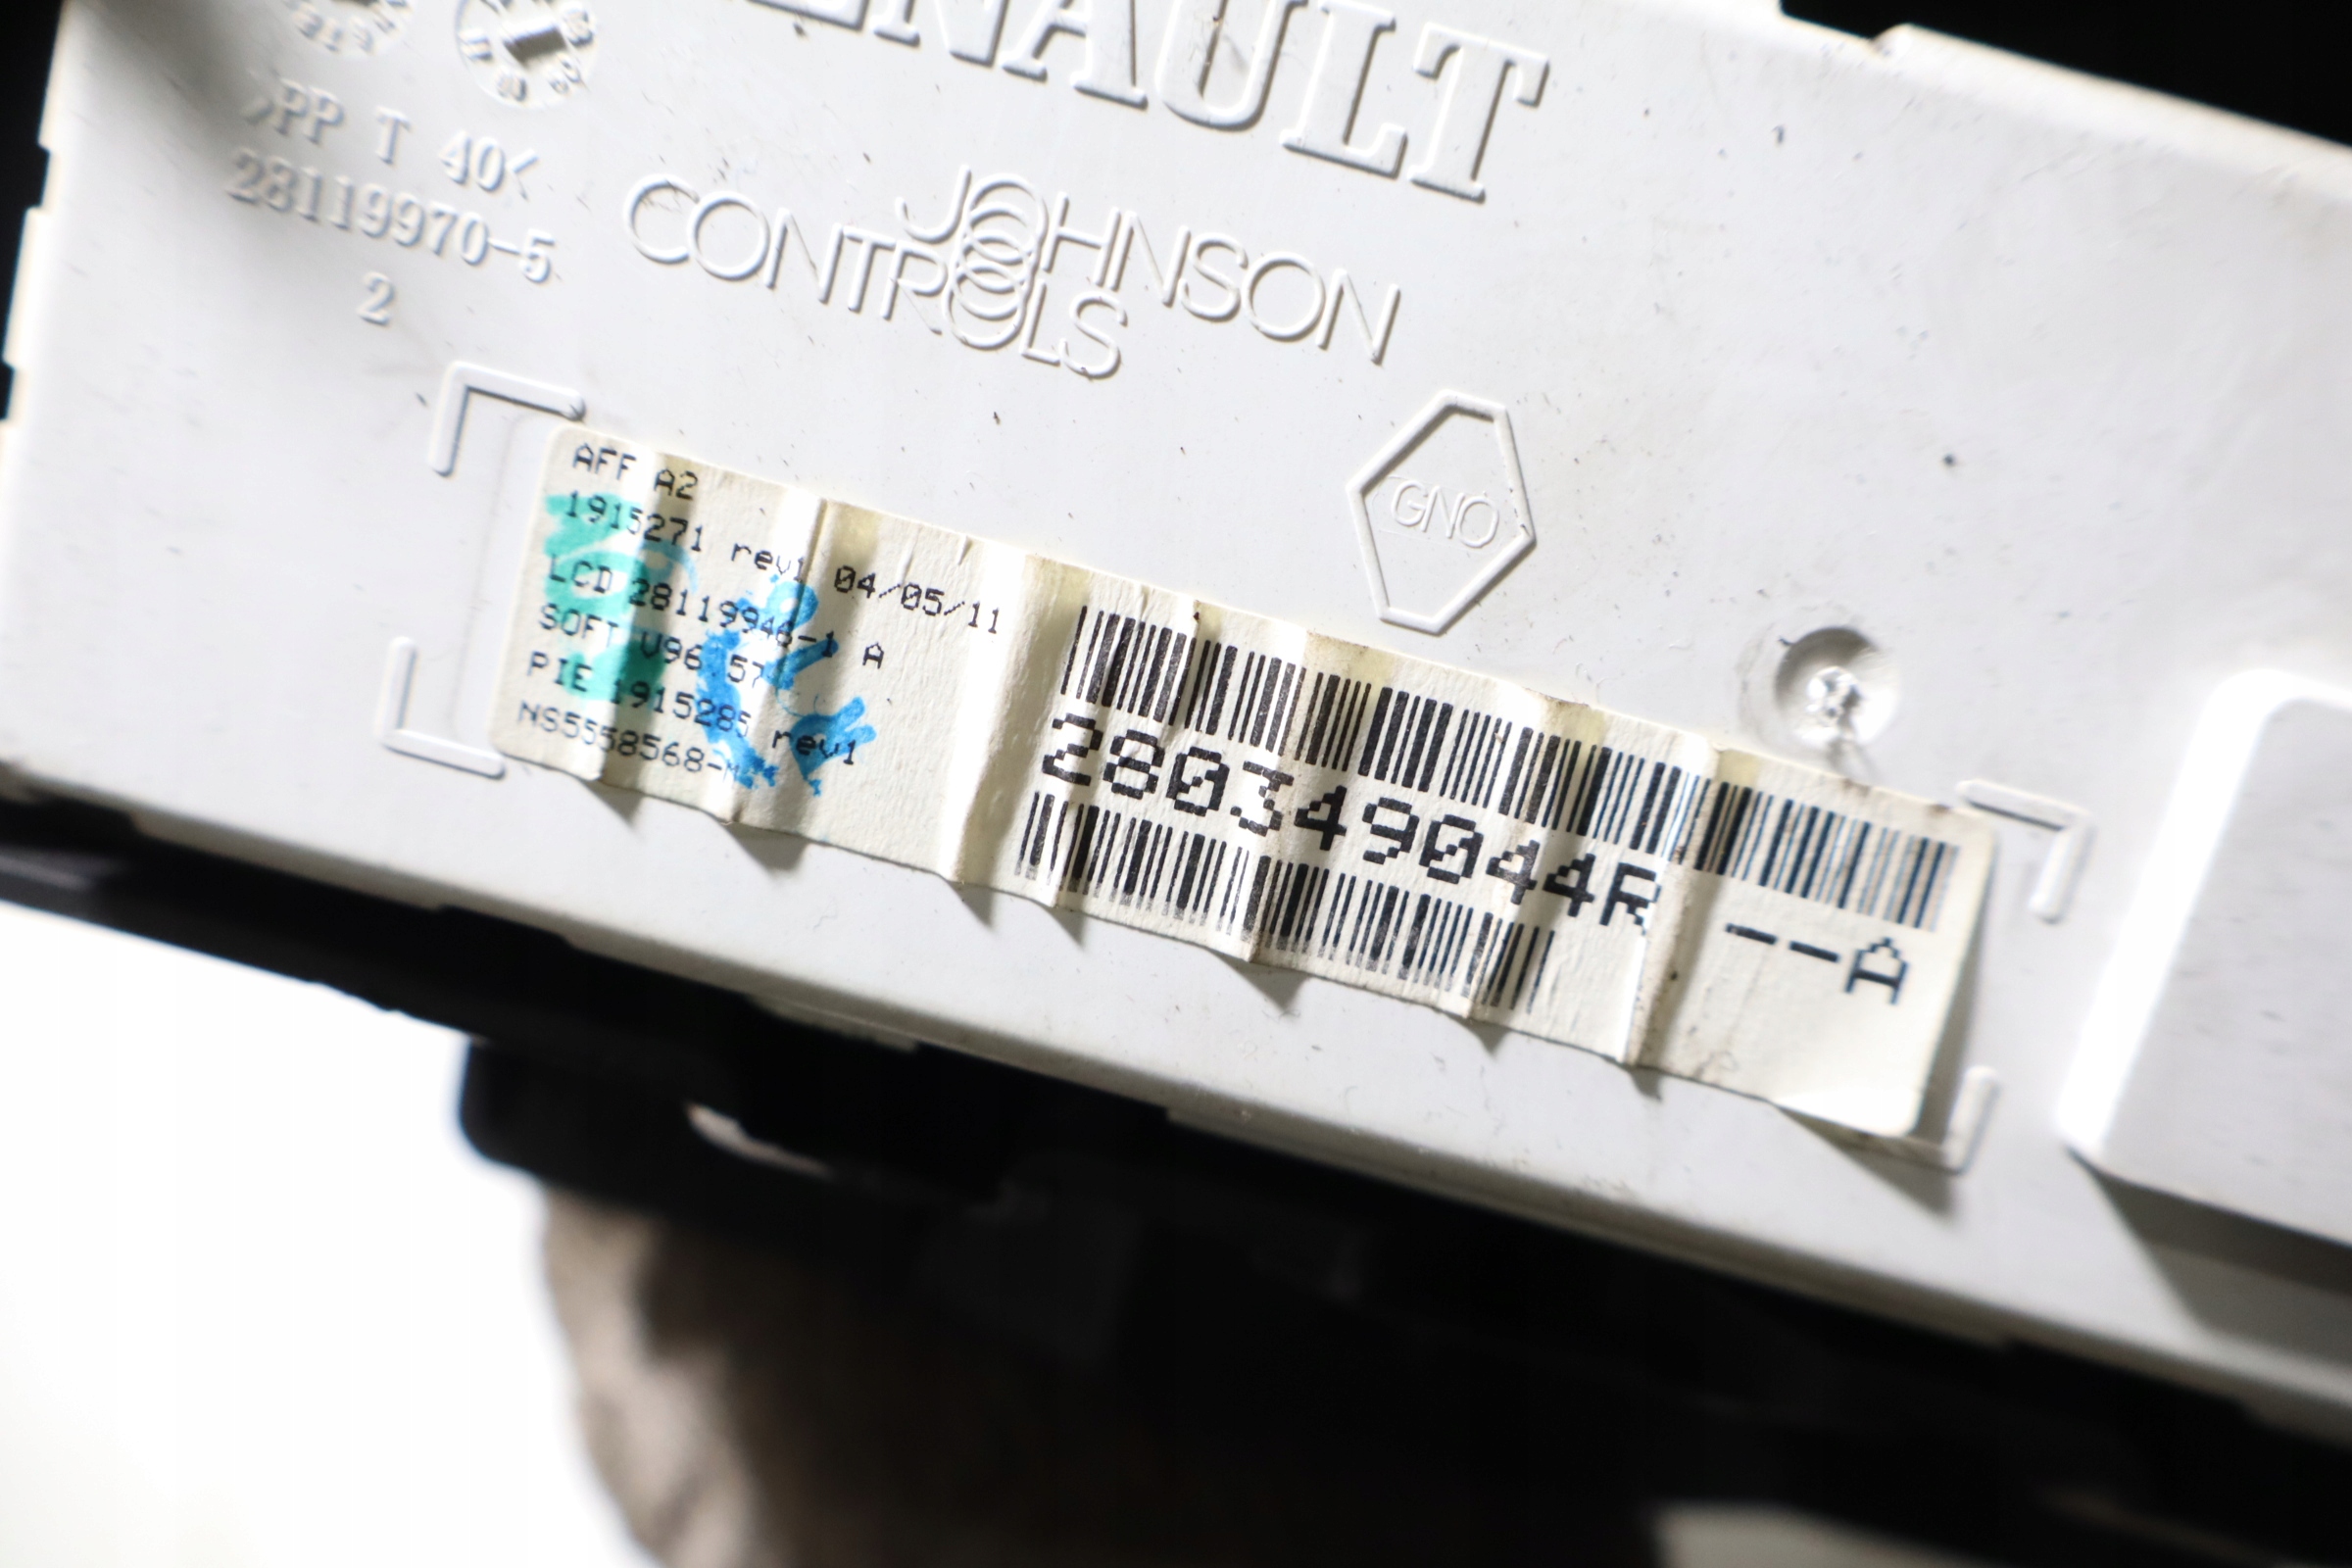 RENAULT
>PP T 40<
28119970-5
2
JOHNSON
CONTROLS
GNO
AFF A2
1915271 rev1 04/05/11
LCD 28119946-1 A
SOFT V96 57
PIE 1915285 rev1
NS5558568-M
280349044R --A